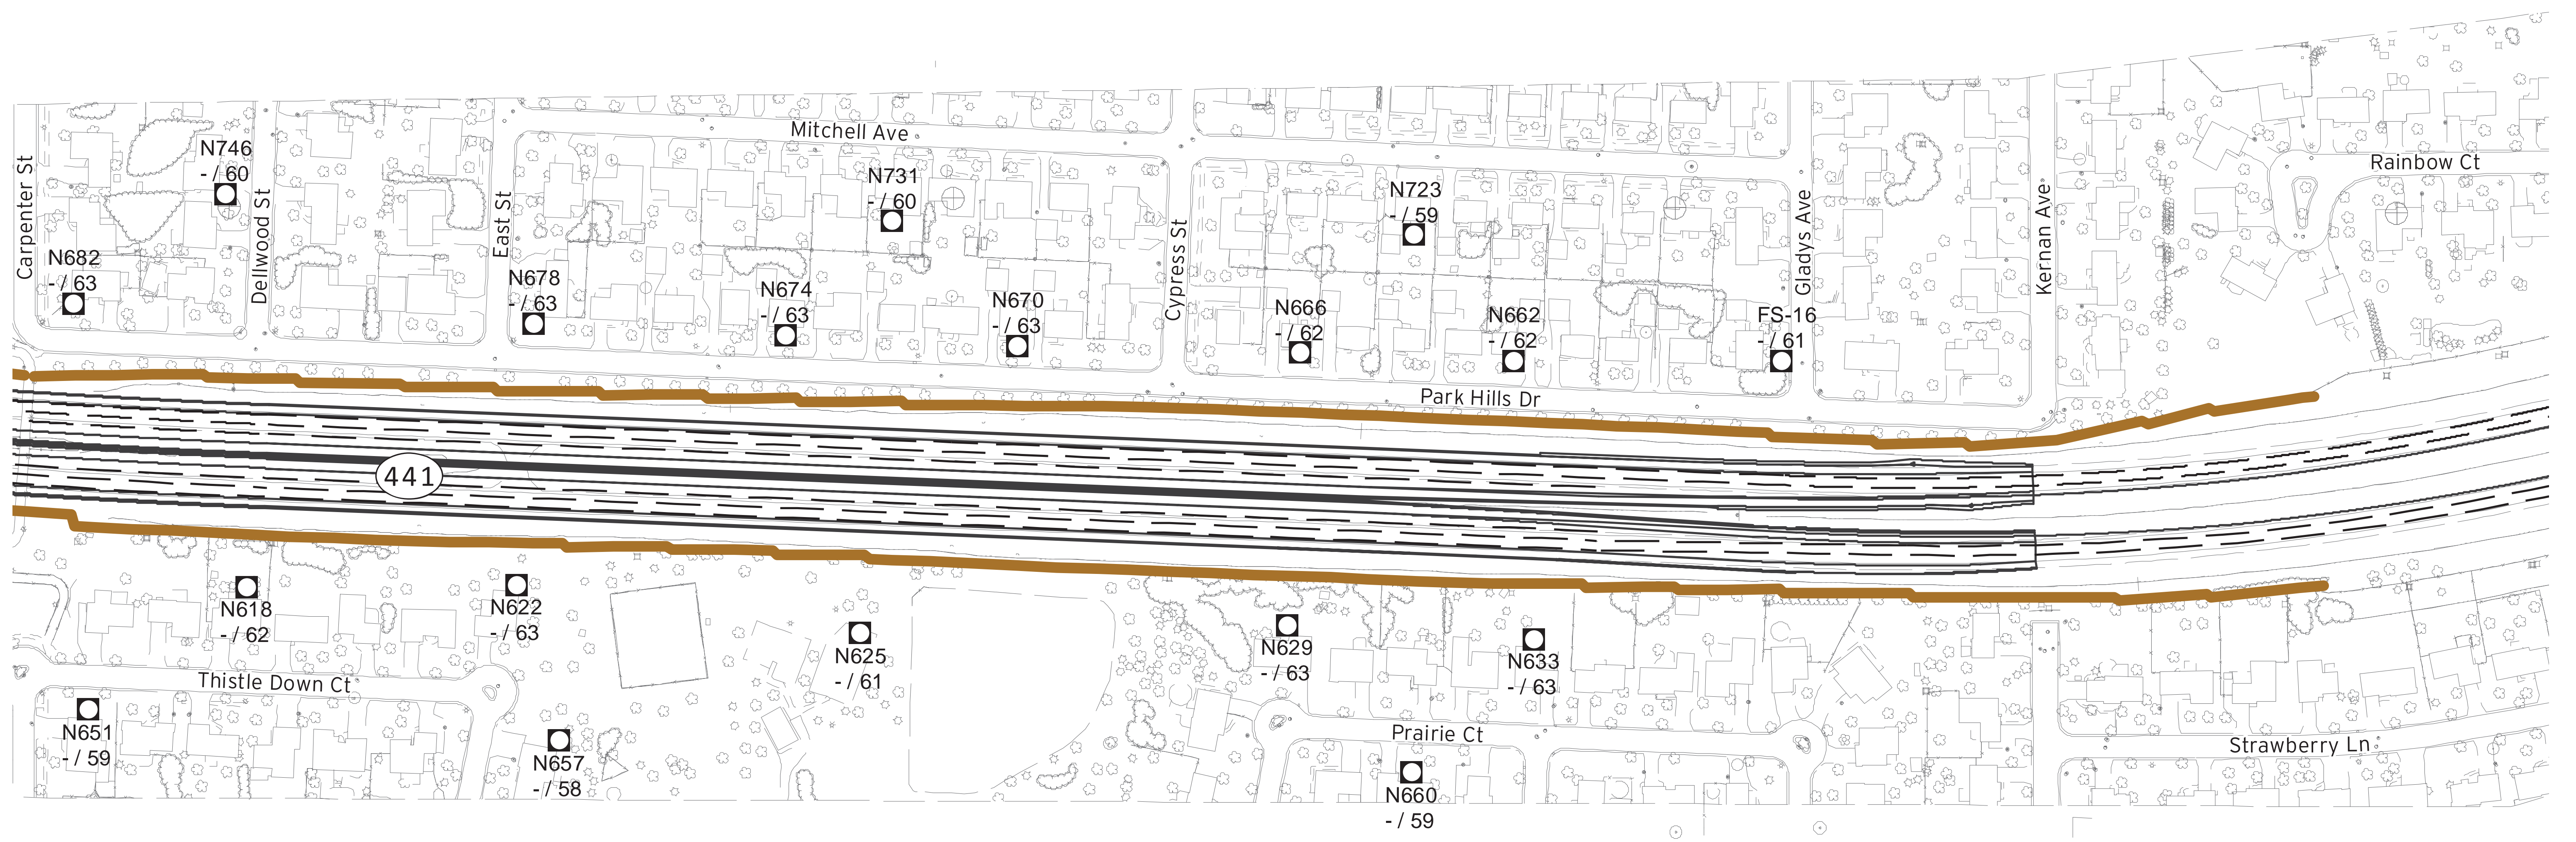 Mitchell Ave
Carpenter St
N746
- / 60
Dellwood St
East St
N731
- / 60
Cypress St
N723
- / 59
Gladys Ave
Kernan Ave
Rainbow Ct
N682
- / 63
N678
- / 63
N674
- / 63
N670
- / 63
N666
- / 62
N662
- / 62
FS-16
- / 61
Park Hills Dr
441
N618
- / 62
N622
- / 63
N625
- / 61
N629
- / 63
N633
- / 63
Thistle Down Ct
N651
- / 59
N657
- / 58
Prairie Ct
Strawberry Ln
N660
- / 59